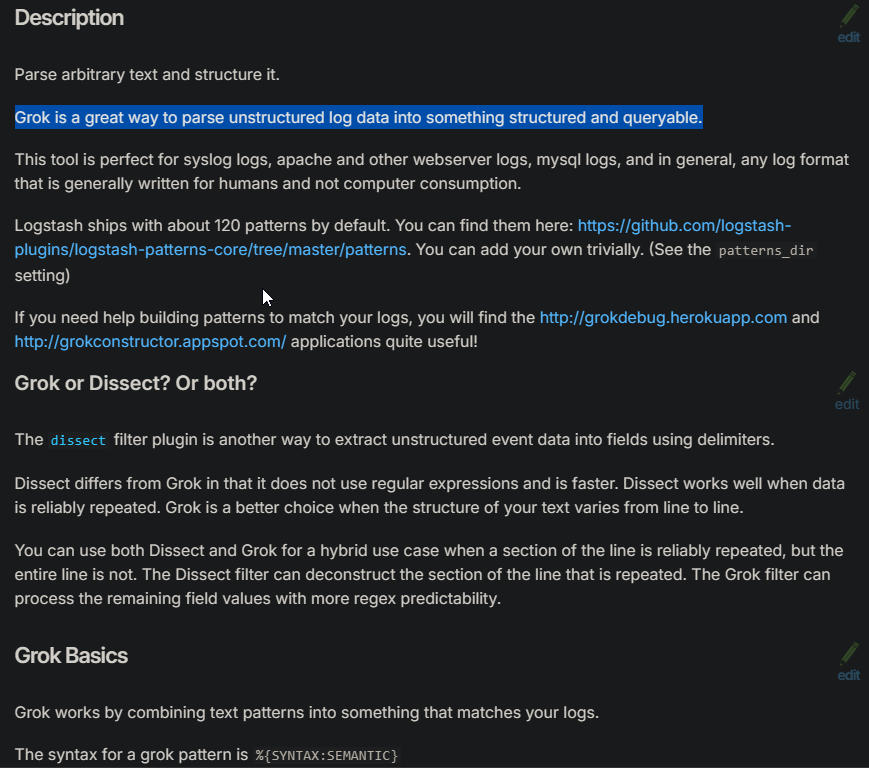 Description
edit
Parse arbitrary text and structure it.
Grok is a great way to parse unstructured log data into something structured and queryable.
This tool is perfect for syslog logs, apache and other webserver logs, mysql logs, and in general, any log format
that is generally written for humans and not computer consumption.
Logstash ships with about 120 patterns by default. You can find them here: https://github.com/logstash-
plugins/logstash-patterns-core/tree/master/patterns. You can add your own trivially. (See the patterns_dir
setting)
If you need help building patterns to match your logs, you will find the http://grokdebug.herokuapp.com and
http://grokconstructor.appspot.com/ applications quite useful!
Grok or Dissect? Or both?
edit
The dissect filter plugin is another way to extract unstructured event data into fields using delimiters.
Dissect differs from Grok in that it does not use regular expressions and is faster. Dissect works well when data
is reliably repeated. Grok is a better choice when the structure of your text varies from line to line.
You can use both Dissect and Grok for a hybrid use case when a section of the line is reliably repeated, but the
entire line is not. The Dissect filter can deconstruct the section of the line that is repeated. The Grok filter can
process the remaining field values with more regex predictability.
Grok Basics
edit
Grok works by combining text patterns into something that matches your logs.
The syntax for a grok pattern is %{SYNTAX:SEMANTIC}